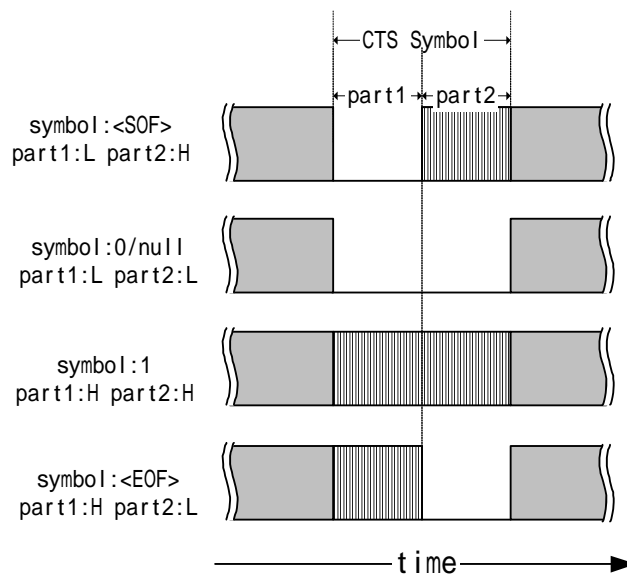 CTS Symbol
part1 part2
symbol:<SOF>
part1:L part2:H
symbol:0/null
part1:L part2:L
symbol:1
part1:H part2:H
symbol:<EOF>
part1:H part2:L
time